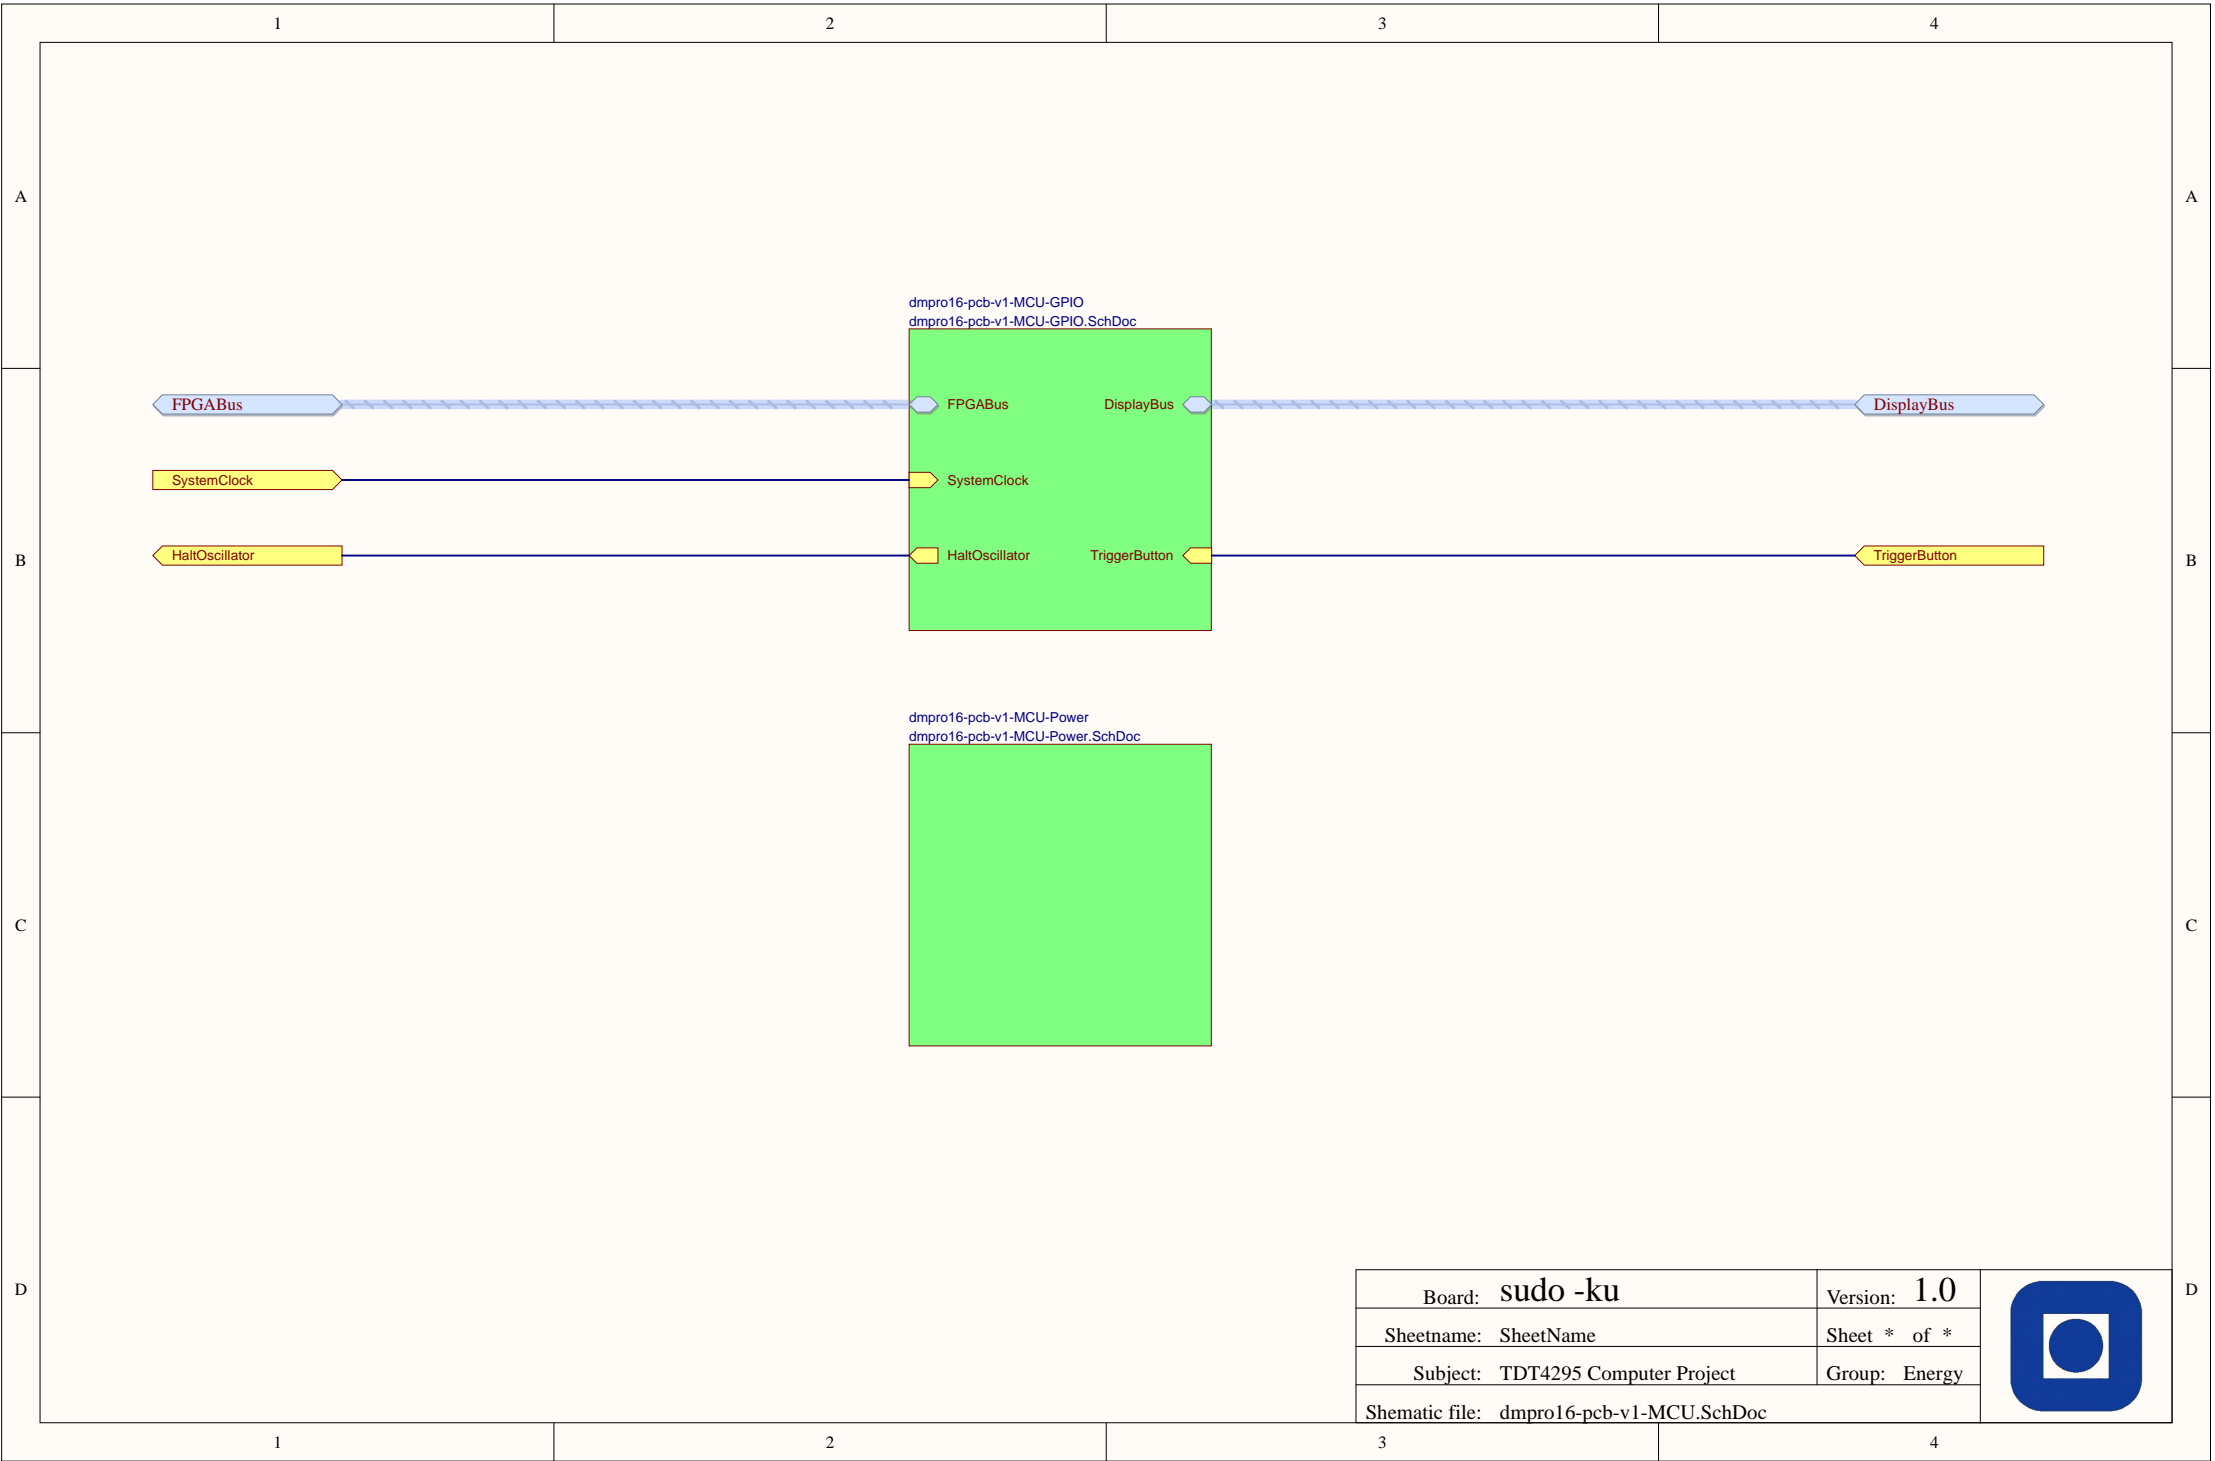 1 2 3 4
A A
dmpro16-pcb-v1-MCU-GPIO
dmpro16-pcb-v1-MCU-GPIO.SchDoc
FPGABus FPGABus DisplayBus DisplayBus
SystemClock SystemClock
HaltOscillator HaltOscillator TriggerButton TriggerButton
B B
dmpro16-pcb-v1-MCU-Power
dmpro16-pcb-v1-MCU-Power.SchDoc
C C
D D
Board: sudo -ku Version: 1.0
Sheetname: SheetName Sheet * of *
Subject: TDT4295 Computer Project Group: Energy
Shematic file: dmpro16-pcb-v1-MCU.SchDoc
1 2 3 4